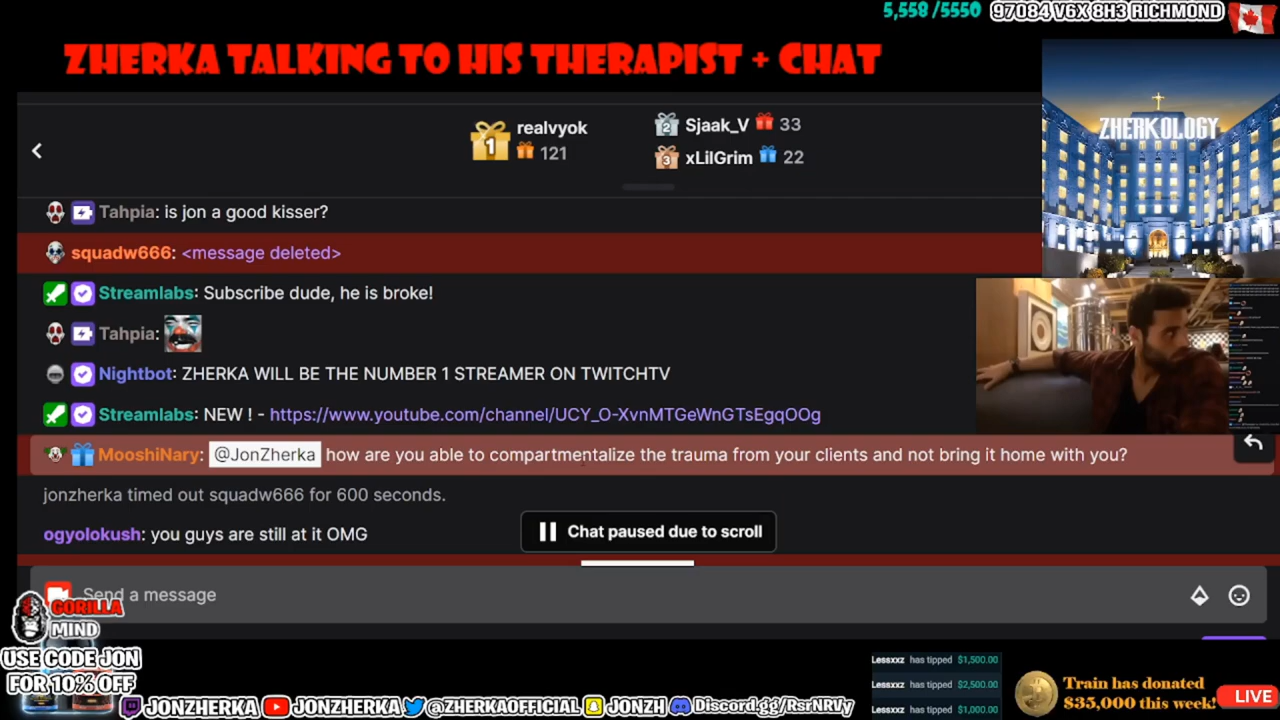 5,558 /5550
97084 V6X 8H3 RICHMOND
ZHERKA TALKING TO HIS THERAPIST + CHAT
1
realvyok
121
2
Sjaak_V
33
3
xLilGrim
22
ZHERKOLOGY
Tahpia: is jon a good kisser?
squadw666: <message deleted>
Streamlabs: Subscribe dude, he is broke!
Tahpia:
Nightbot: ZHERKA WILL BE THE NUMBER 1 STREAMER ON TWITCHTV
Streamlabs: NEW ! - https://www.youtube.com/channel/UCY_O-XvnMTGeWnGTsEgqOOg
MooshiNary: @JonZherka how are you able to compartmentalize the trauma from your clients and not bring it home with you?
jonzherka timed out squadw666 for 600 seconds.
ogyolokush: you guys are still at it OMG
Chat paused due to scroll
Send a message
GORILLA
MIND
USE CODE JON
FOR 10% OFF
JONZHERKA
JONZHERKA
@ZHERKAOFFICIAL
JONZH
Discord.gg/RsrNRVy
Lessxxz has tipped $1,500.00
Lessxxz has tipped $2,500.00
Lessxxz has tipped $1,000.00
Train has donated
$35,000 this week!
LIVE